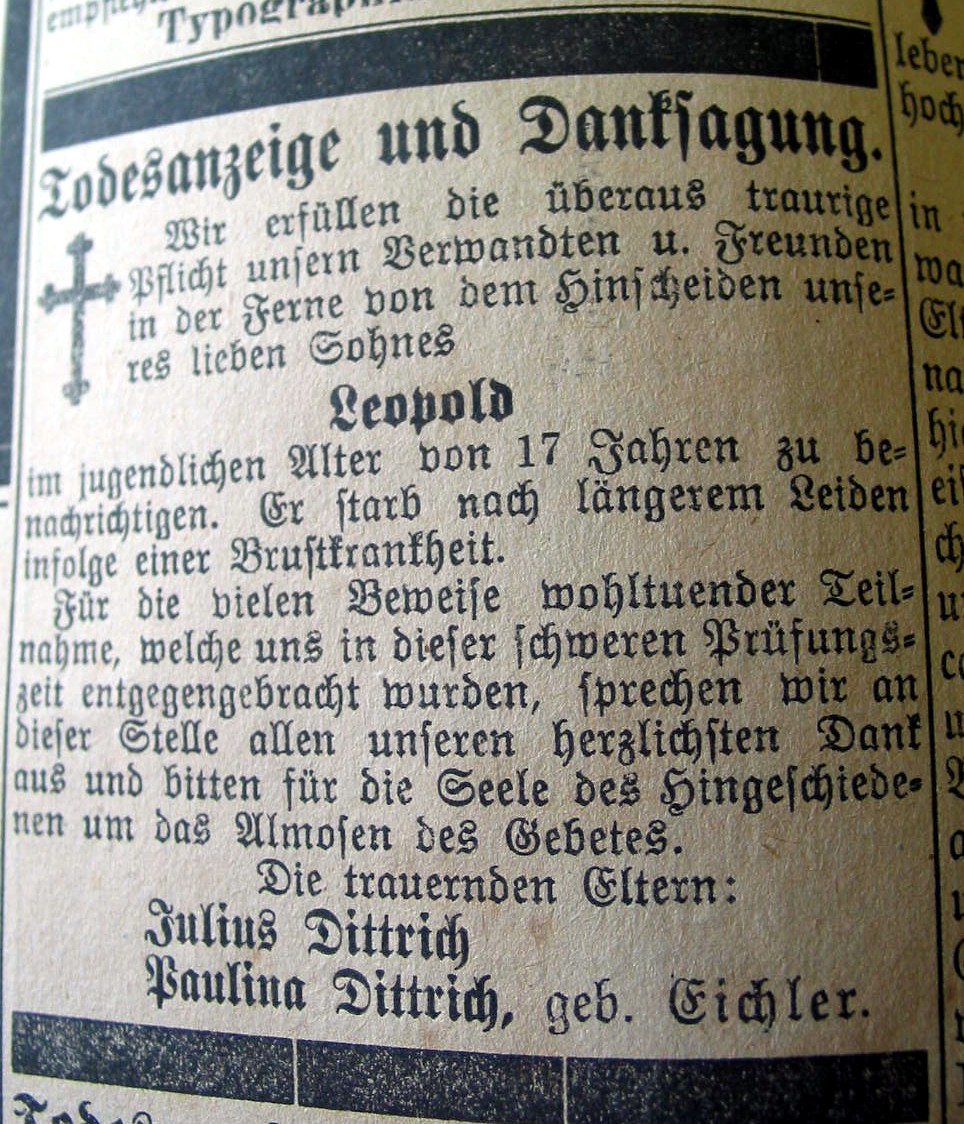 Typogra
Todesanzeige und Dankſagung.
Wir erfüllen die überaus traurige
Pflicht unſern Verwandten u. Freunden
in der Ferne von dem Hinſcheiden unſe-
res lieben Sohnes
Leopold
im jugendlichen Alter von 17 Jahren zu be-
nachrichtigen. Er ſtarb nach längerem Leiden
infolge einer Bruſtkrankheit.
Für die vielen Beweiſe wohltuender Teil-
nahme, welche uns in dieſer ſchweren Prüfungs-
zeit entgegengebracht wurden, ſprechen wir an
dieſer Stelle allen unſeren herzlichſten Dank
aus und bitten für die Seele des Hingeſchiede-
nen um das Almoſen des Gebetes.
Die trauernden Eltern:
Julius Dittrich
Paulina Dittrich, geb. Eichler.
leben
hoch
in